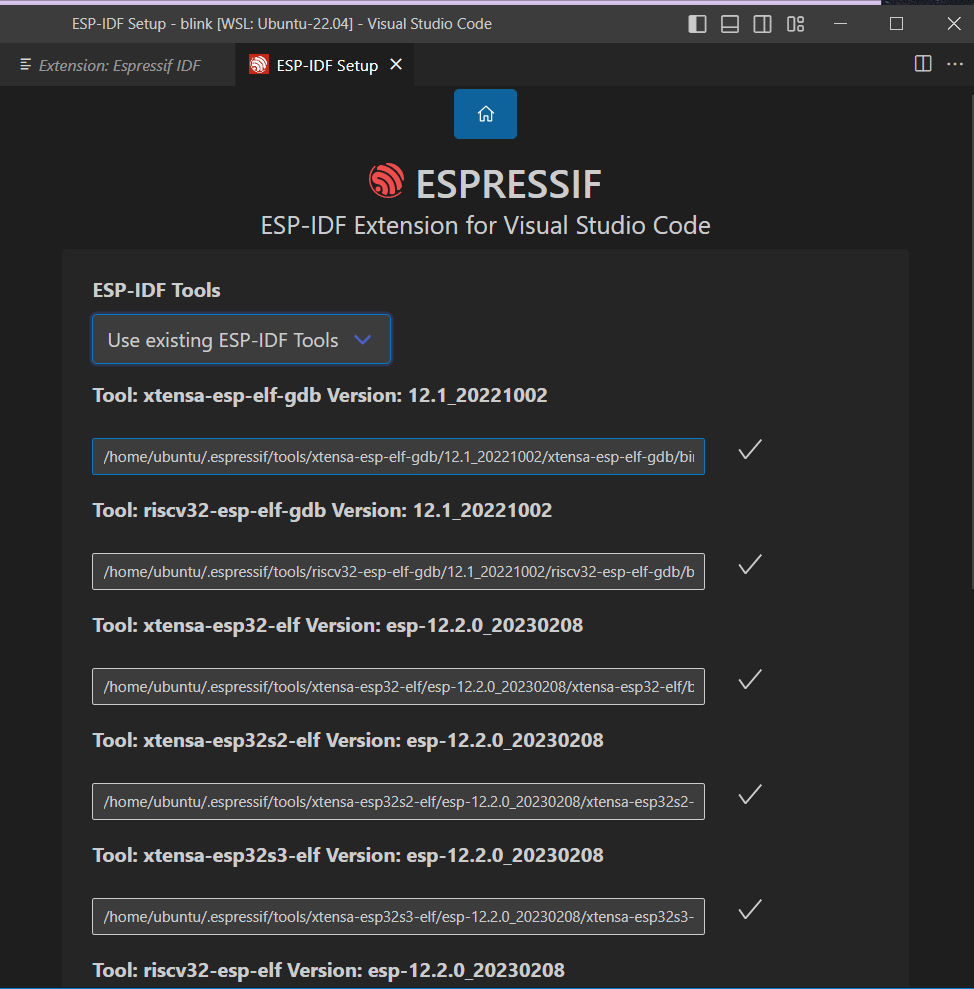 ESP-IDF Setup - blink [WSL: Ubuntu-22.04] - Visual Studio Code
Extension: Espressif IDF
ESP-IDF Setup
ESPRESSIF
ESP-IDF Extension for Visual Studio Code
ESP-IDF Tools
Use existing ESP-IDF Tools
Tool: xtensa-esp-elf-gdb Version: 12.1_20221002
/home/ubuntu/.espressif/tools/xtensa-esp-elf-gdb/12.1_20221002/xtensa-esp-elf-gdb/bin
Tool: riscv32-esp-elf-gdb Version: 12.1_20221002
/home/ubuntu/.espressif/tools/riscv32-esp-elf-gdb/12.1_20221002/riscv32-esp-elf-gdb/b
Tool: xtensa-esp32-elf Version: esp-12.2.0_20230208
/home/ubuntu/.espressif/tools/xtensa-esp32-elf/esp-12.2.0_20230208/xtensa-esp32-elf/b
Tool: xtensa-esp32s2-elf Version: esp-12.2.0_20230208
/home/ubuntu/.espressif/tools/xtensa-esp32s2-elf/esp-12.2.0_20230208/xtensa-esp32s2-
Tool: xtensa-esp32s3-elf Version: esp-12.2.0_20230208
/home/ubuntu/.espressif/tools/xtensa-esp32s3-elf/esp-12.2.0_20230208/xtensa-esp32s3-
Tool: riscv32-esp-elf Version: esp-12.2.0_20230208